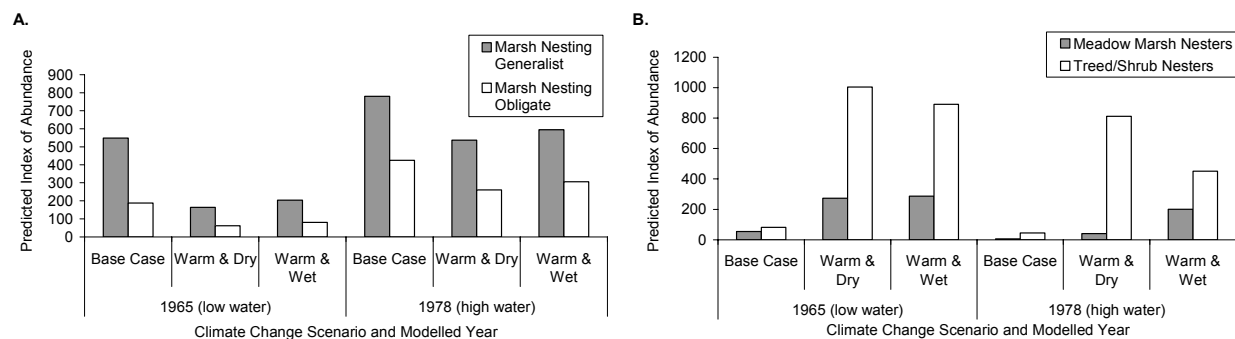 A.
Marsh Nesting
Generalist
Marsh Nesting
Obligate
Predicted Index of Abundance
900
800
700
600
500
400
300
200
100
0
Base Case Warm & Dry Warm & Wet Base Case Warm & Dry Warm & Wet
1965 (low water) 1978 (high water)
Climate Change Scenario and Modelled Year
B.
Meadow Marsh Nesters
Treed/Shrub Nesters
Predicted Index of Abundance
1200
1000
800
600
400
200
0
Base Case Warm & Dry Warm & Wet Base Case Warm & Dry Warm & Wet
1965 (low water) 1978 (high water)
Climate Change Scenario and Modelled Year